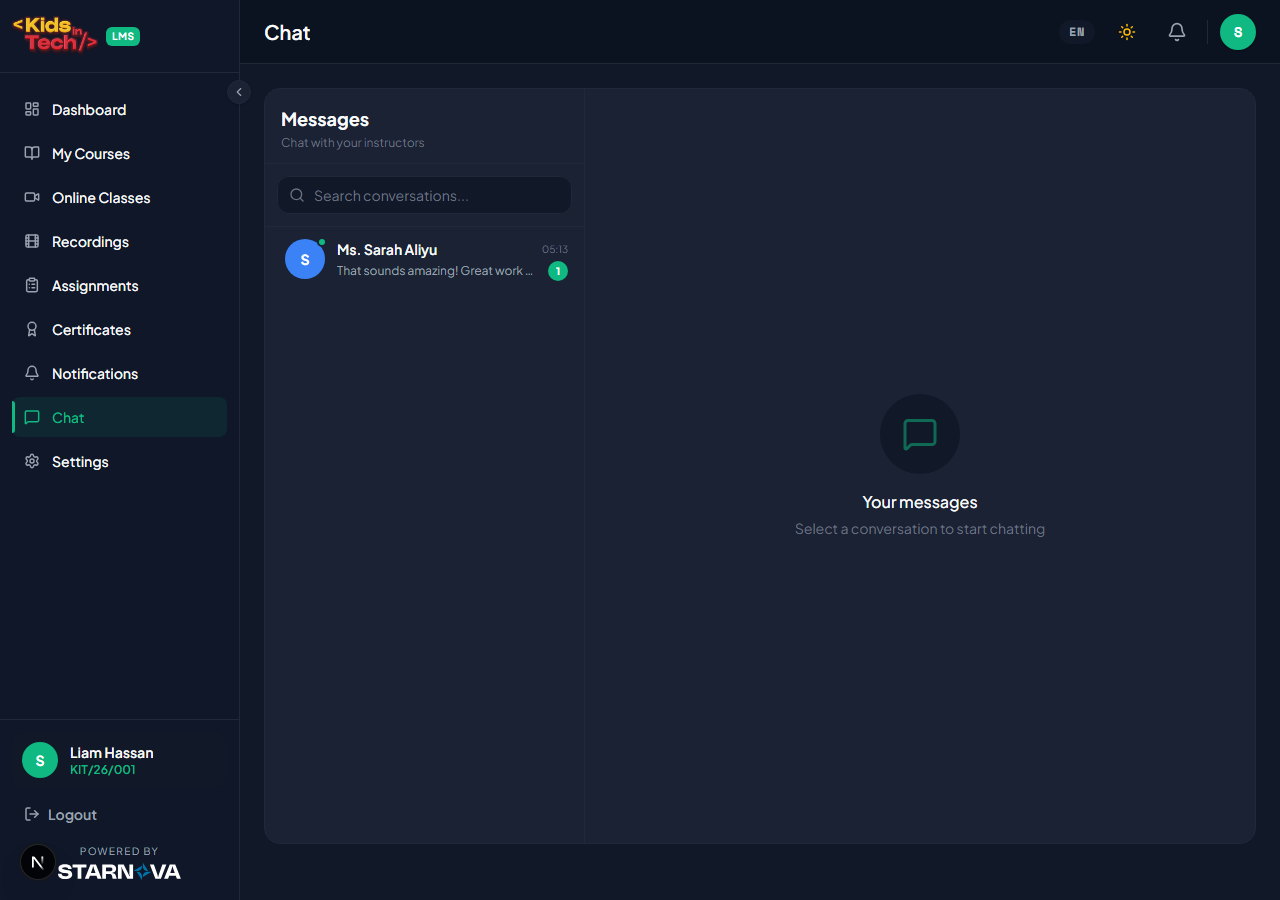 <Kids in
Tech/>
LMS
Chat
EN
S
Dashboard
My Courses
Online Classes
Recordings
Assignments
Certificates
Notifications
Chat
Settings
Messages
Chat with your instructors
Search conversations...
S
Ms. Sarah Aliyu
05:13
That sounds amazing! Great work ...
1
Your messages
Select a conversation to start chatting
S
Liam Hassan
KIT/26/001
Logout
N
POWERED BY
STARNOVA